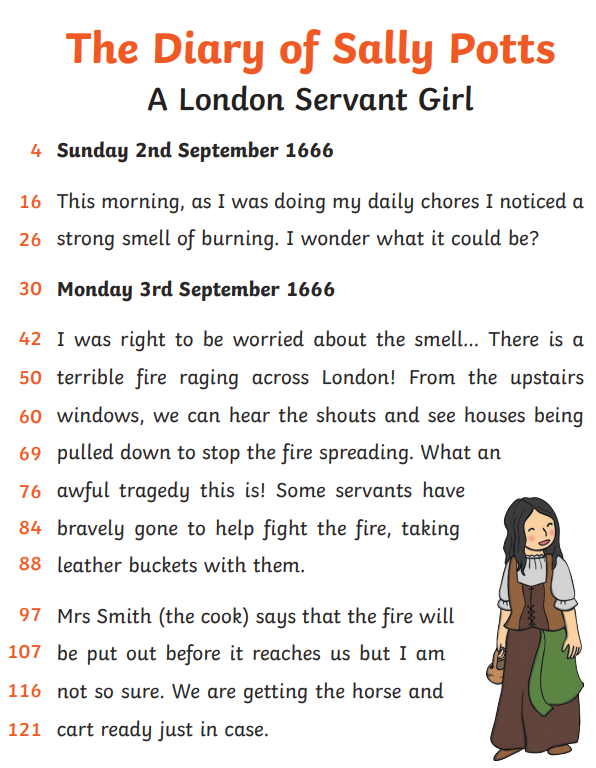 The Diary of Sally Potts
A London Servant Girl
4 Sunday 2nd September 1666
16 This morning, as I was doing my daily chores I noticed a
26 strong smell of burning. I wonder what it could be?
30 Monday 3rd September 1666
42 I was right to be worried about the smell... There is a
50 terrible fire raging across London! From the upstairs
60 windows, we can hear the shouts and see houses being
69 pulled down to stop the fire spreading. What an
76 awful tragedy this is! Some servants have
84 bravely gone to help fight the fire, taking
88 leather buckets with them.
97 Mrs Smith (the cook) says that the fire will
107 be put out before it reaches us but I am
116 not so sure. We are getting the horse and
121 cart ready just in case.